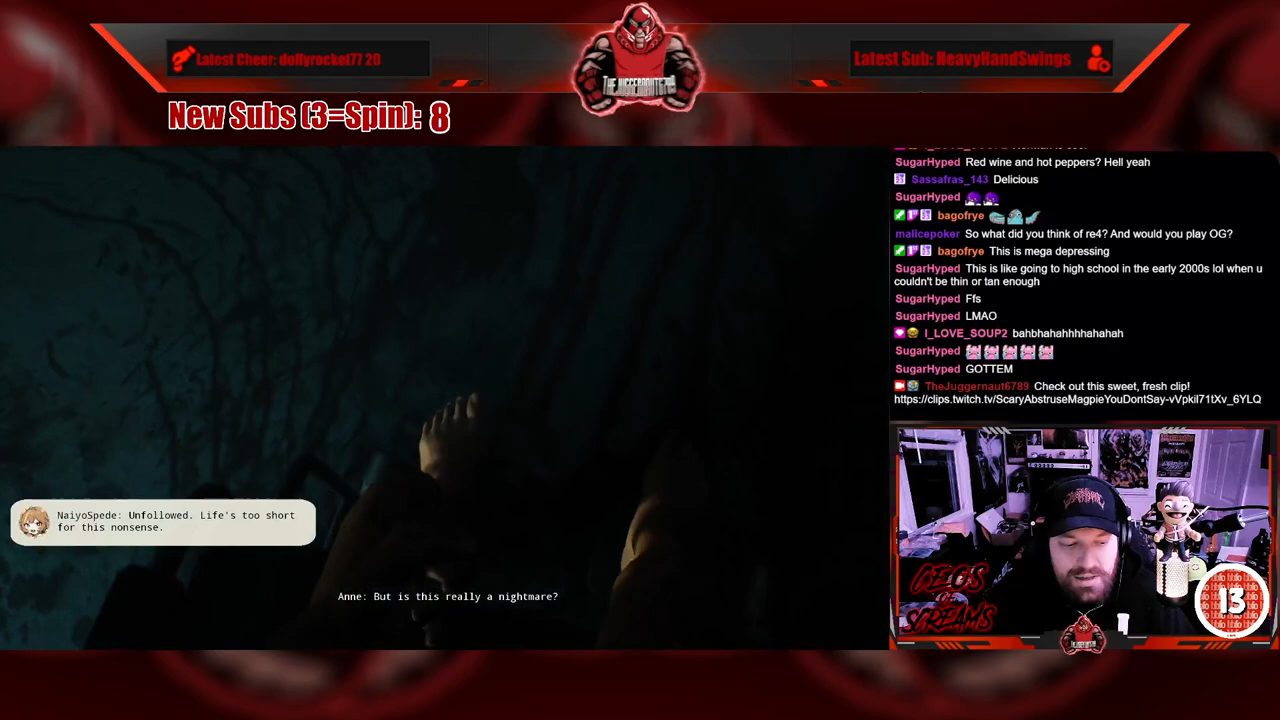 Latest Cheer: dollyrocket77 20
Latest Sub: HeavyHandSwings
THEJUGGERNAUT6789
New Subs (3=Spin): 8
SugarHyped Red wine and hot peppers? Hell yeah
Sassafras_143 Delicious
SugarHyped
bagofrye
malicepoker So what did you think of re4? And would you play OG?
bagofrye This is mega depressing
SugarHyped This is like going to high school in the early 2000s lol when u
couldn't be thin or tan enough
SugarHyped Ffs
SugarHyped LMAO
I_LOVE_SOUP2 bahbhahahhhahahah
SugarHyped
SugarHyped GOTTEM
TheJuggernaut6789 Check out this sweet, fresh clip!
https://clips.twitch.tv/ScaryAbstruseMagpieYouDontSay-vVpkil71tXv_6YLQ
NaiyoSpede: Unfollowed. Life's too short
for this nonsense.
Anne: But is this really a nightmare?
SCREAMS
13